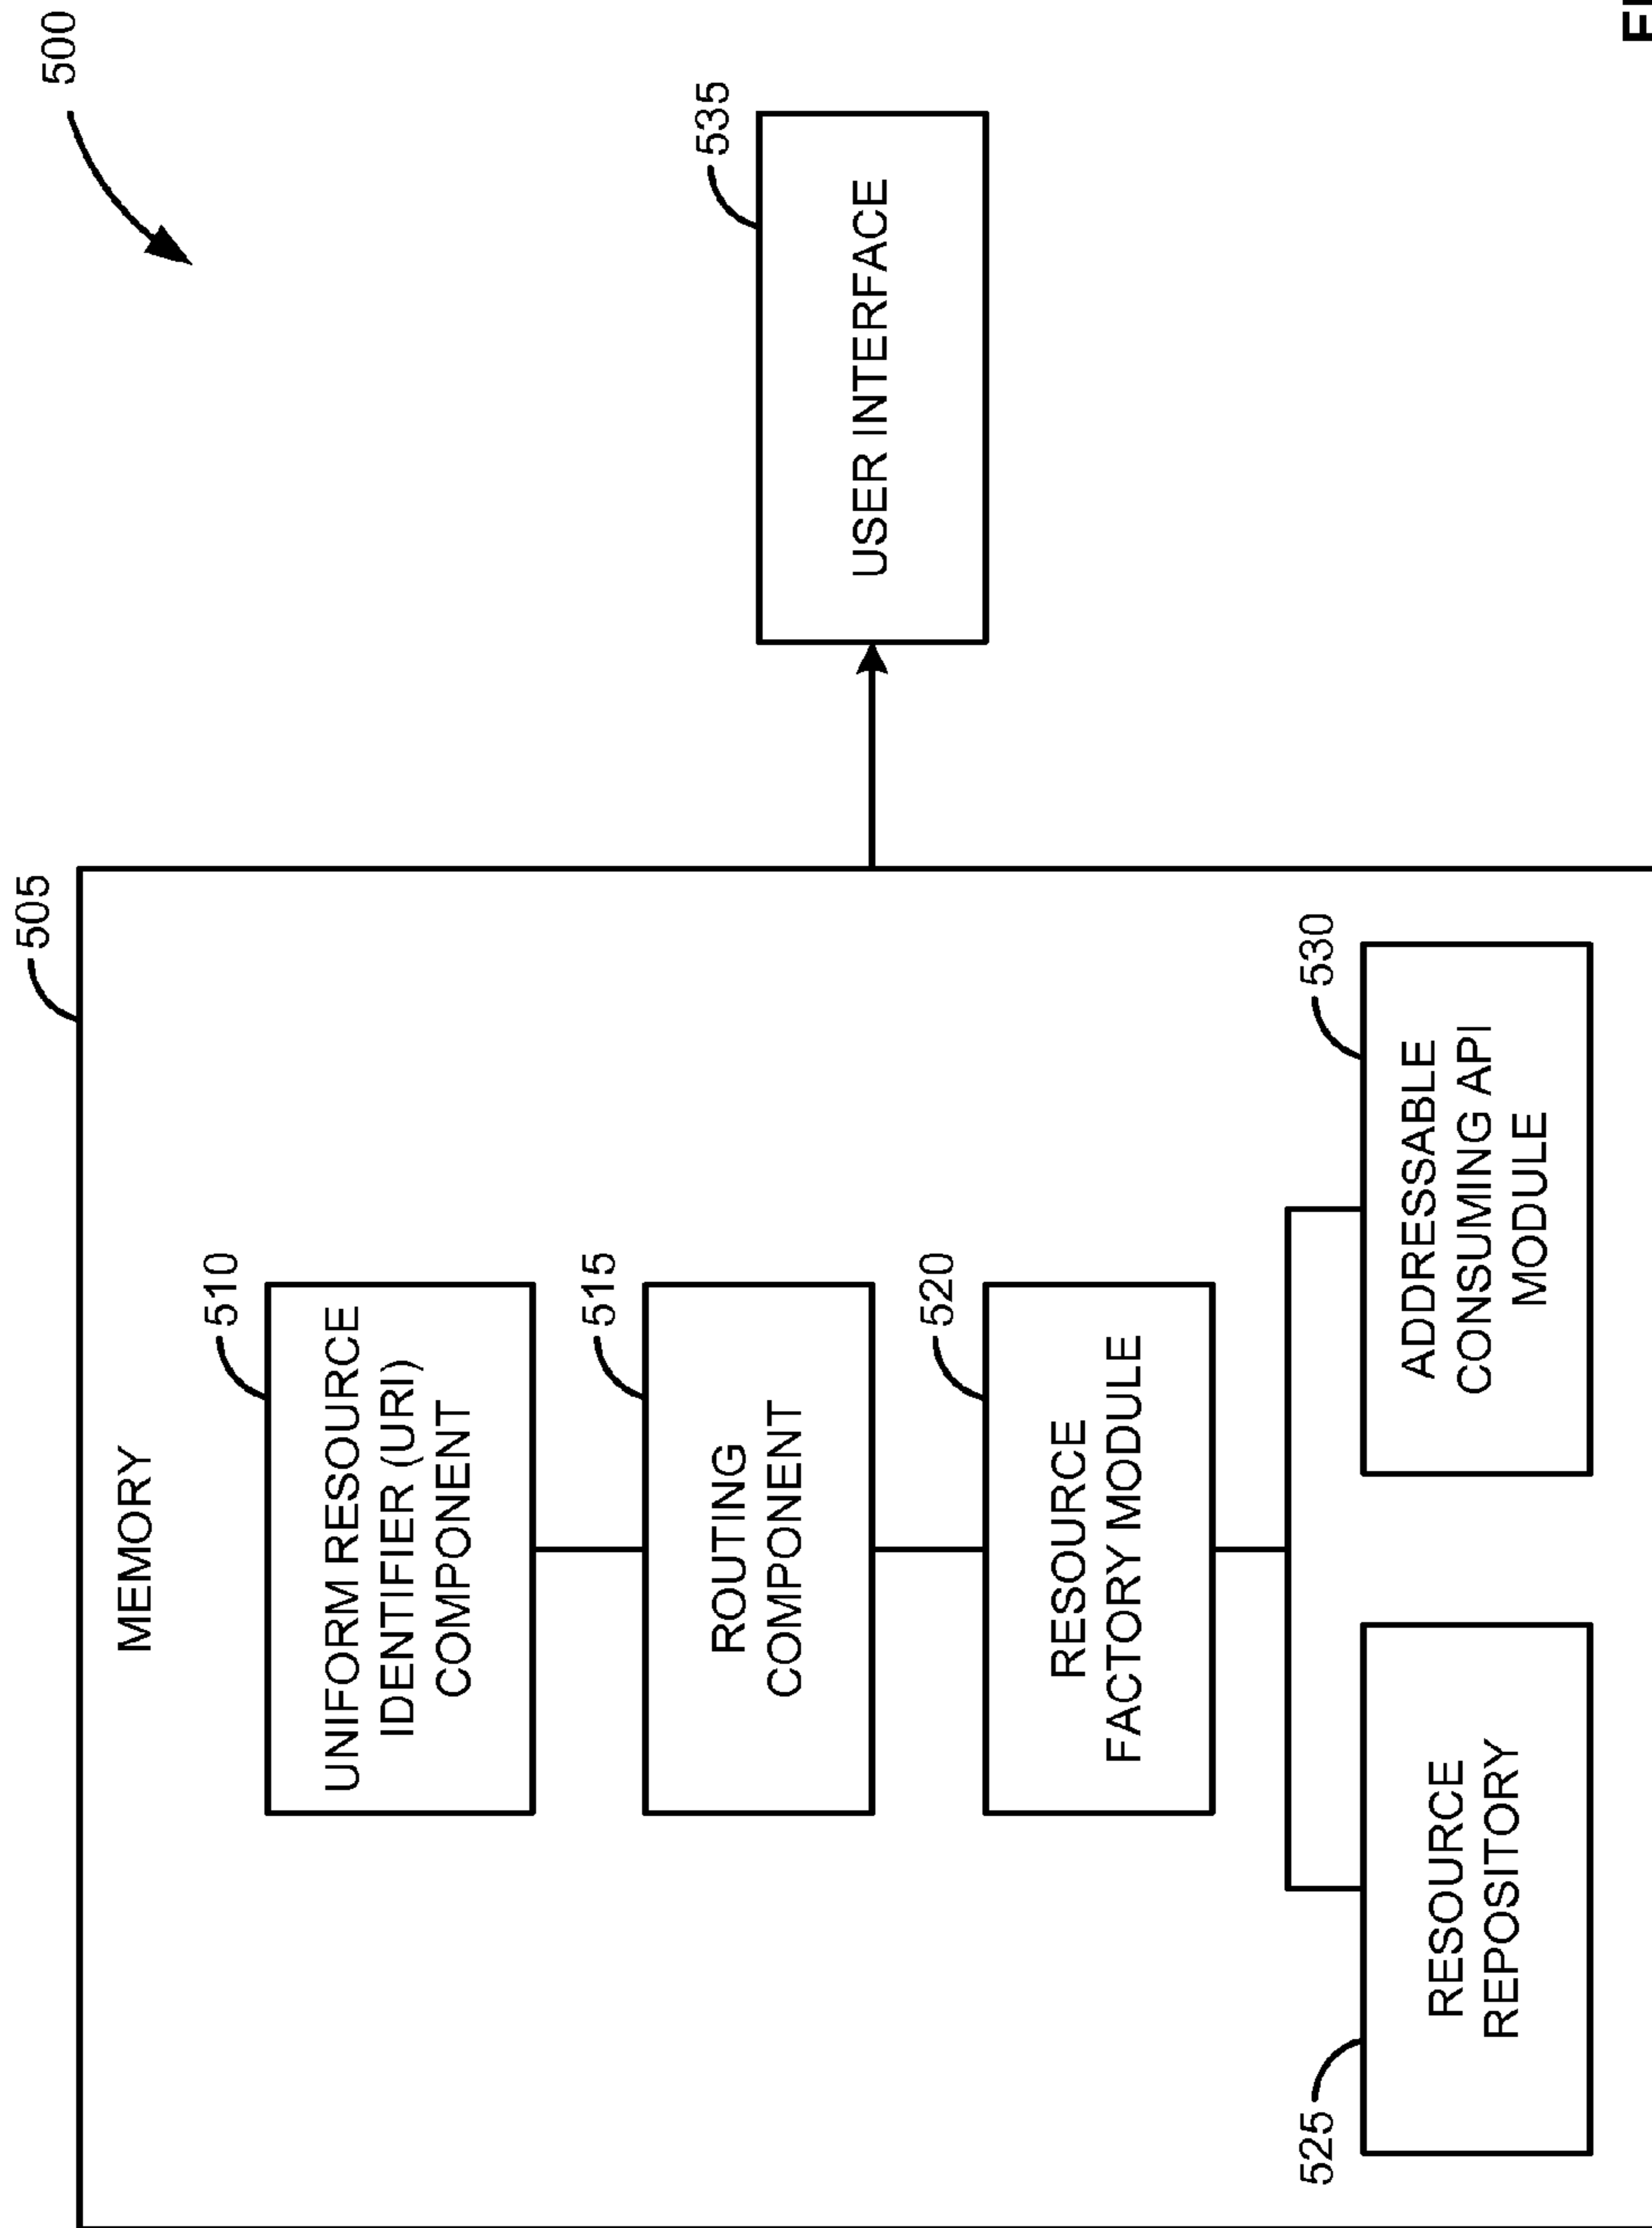 500
505
MEMORY
510
UNIFORM RESOURCE
IDENTIFIER (URI)
COMPONENT
515
ROUTING
COMPONENT
520
RESOURCE
FACTORY MODULE
525
RESOURCE
REPOSITORY
530
ADDRESSABLE
CONSUMING API
MODULE
535
USER INTERFACE